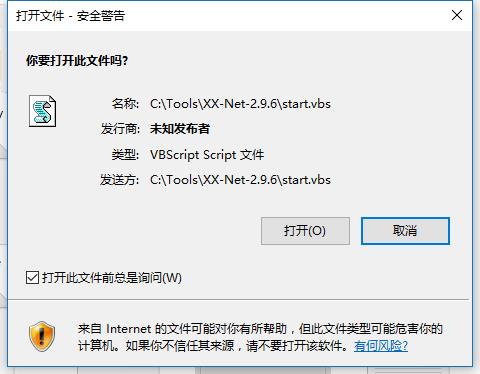 打开文件 - 安全警告
你要打开此文件吗?
名称: C:\Tools\XX-Net-2.9.6\start.vbs
发行商: 未知发布者
类型: VBScript Script 文件
发送方: C:\Tools\XX-Net-2.9.6\start.vbs
打开(O) 取消
打开此文件前总是询问(W)
来自 Internet 的文件可能对你有所帮助，但此文件类型可能危害你的
计算机。如果你不信任其来源，请不要打开该软件。有何风险?